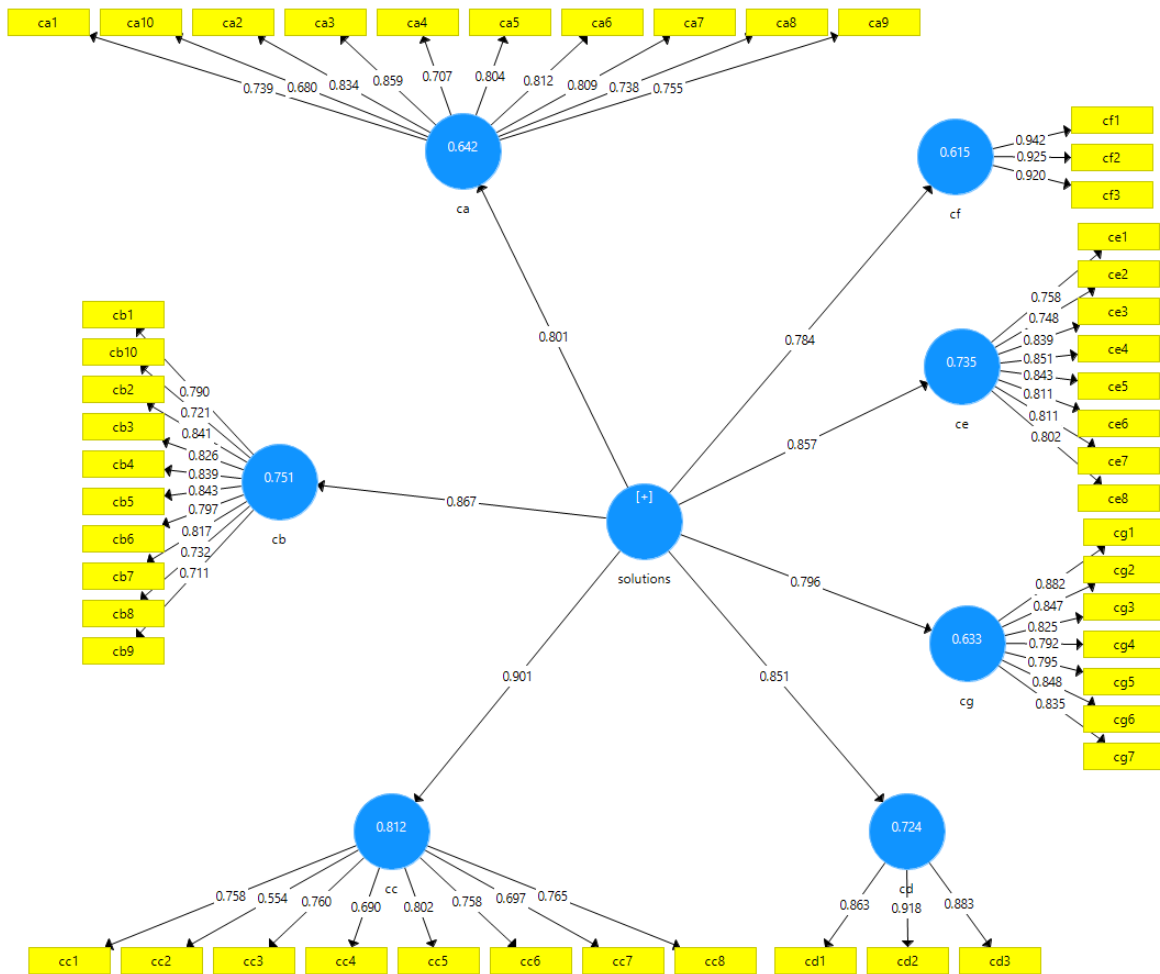 ca1 ca10 ca2 ca3 ca4 ca5 ca6 ca7 ca8 ca9
0.739 0.680 0.834 0.859 0.707 0.804 0.812 0.809 0.738 0.755
0.642
ca
cf1
cf2
cf3
0.942
0.925
0.920
0.615
cf
ce1
ce2
ce3
ce4
ce5
ce6
ce7
ce8
0.758
0.748
0.839
0.851
0.843
0.811
0.811
0.802
0.735
ce
cb1
cb10
cb2
cb3
cb4
cb5
cb6
cb7
cb8
cb9
0.790
0.721
0.841
0.826
0.839
0.843
0.797
0.817
0.732
0.711
0.751
cb
0.801
0.784
0.857
0.867
[+]
solutions
0.796
0.901
0.851
cg1
cg2
cg3
cg4
cg5
cg6
cg7
0.882
0.847
0.825
0.792
0.795
0.848
0.835
0.633
cg
0.812
cc
0.758 0.554 0.760 0.690 0.802 0.758 0.697 0.765
cc1 cc2 cc3 cc4 cc5 cc6 cc7 cc8
0.724
cd
0.863 0.918 0.883
cd1 cd2 cd3